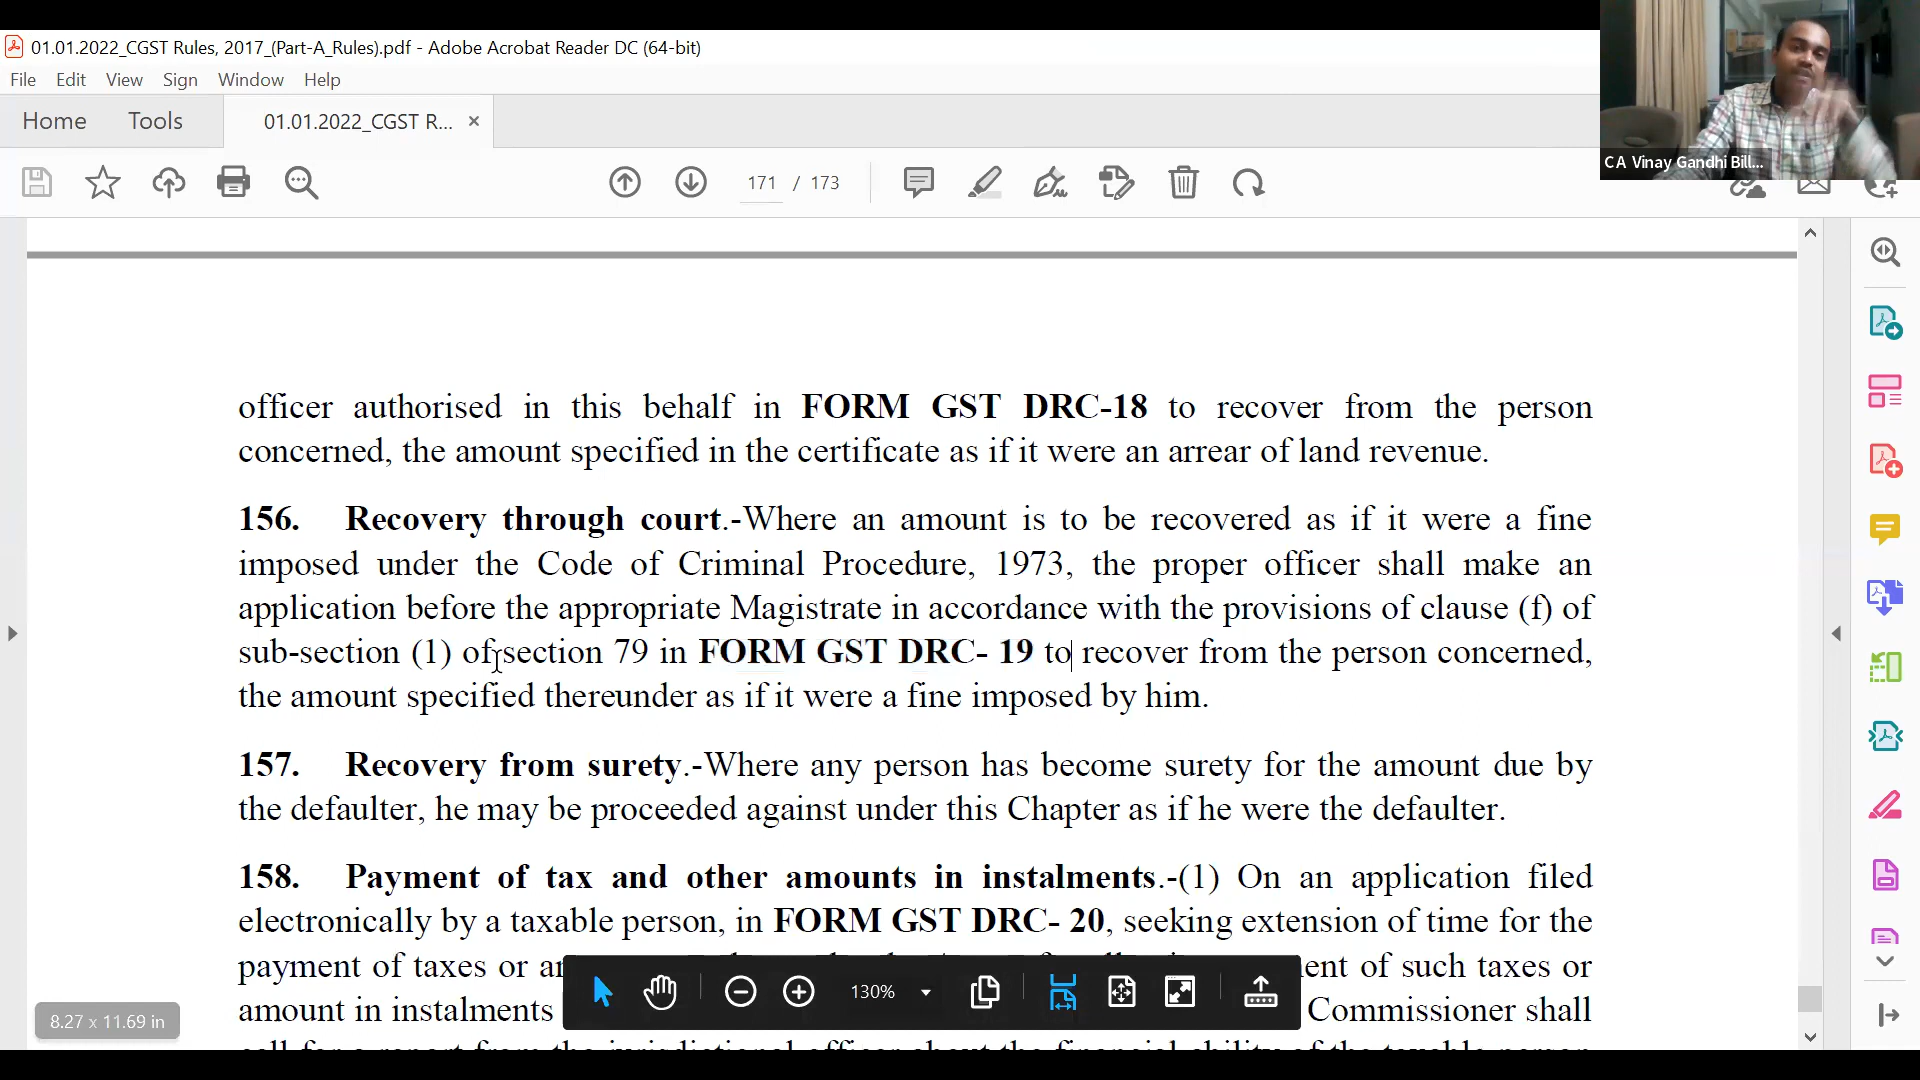 01.01.2022_CGST Rules, 2017_(Part-A_Rules).pdf - Adobe Acrobat Reader DC (64-bit)
File Edit View Sign Window Help
Home Tools 01.01.2022_CGST R... ×
171 / 173
C A Vinay Gandhi Bill...
officer authorised in this behalf in FORM GST DRC-18 to recover from the person
concerned, the amount specified in the certificate as if it were an arrear of land revenue.
156. Recovery through court.-Where an amount is to be recovered as if it were a fine
imposed under the Code of Criminal Procedure, 1973, the proper officer shall make an
application before the appropriate Magistrate in accordance with the provisions of clause (f) of
sub-section (1) of section 79 in FORM GST DRC- 19 to recover from the person concerned,
the amount specified thereunder as if it were a fine imposed by him.
157. Recovery from surety.-Where any person has become surety for the amount due by
the defaulter, he may be proceeded against under this Chapter as if he were the defaulter.
158. Payment of tax and other amounts in instalments.-(1) On an application filed
electronically by a taxable person, in FORM GST DRC- 20, seeking extension of time for the
payment of taxes or of such taxes or
amount in instalments Commissioner shall
130%
8.27 x 11.69 in